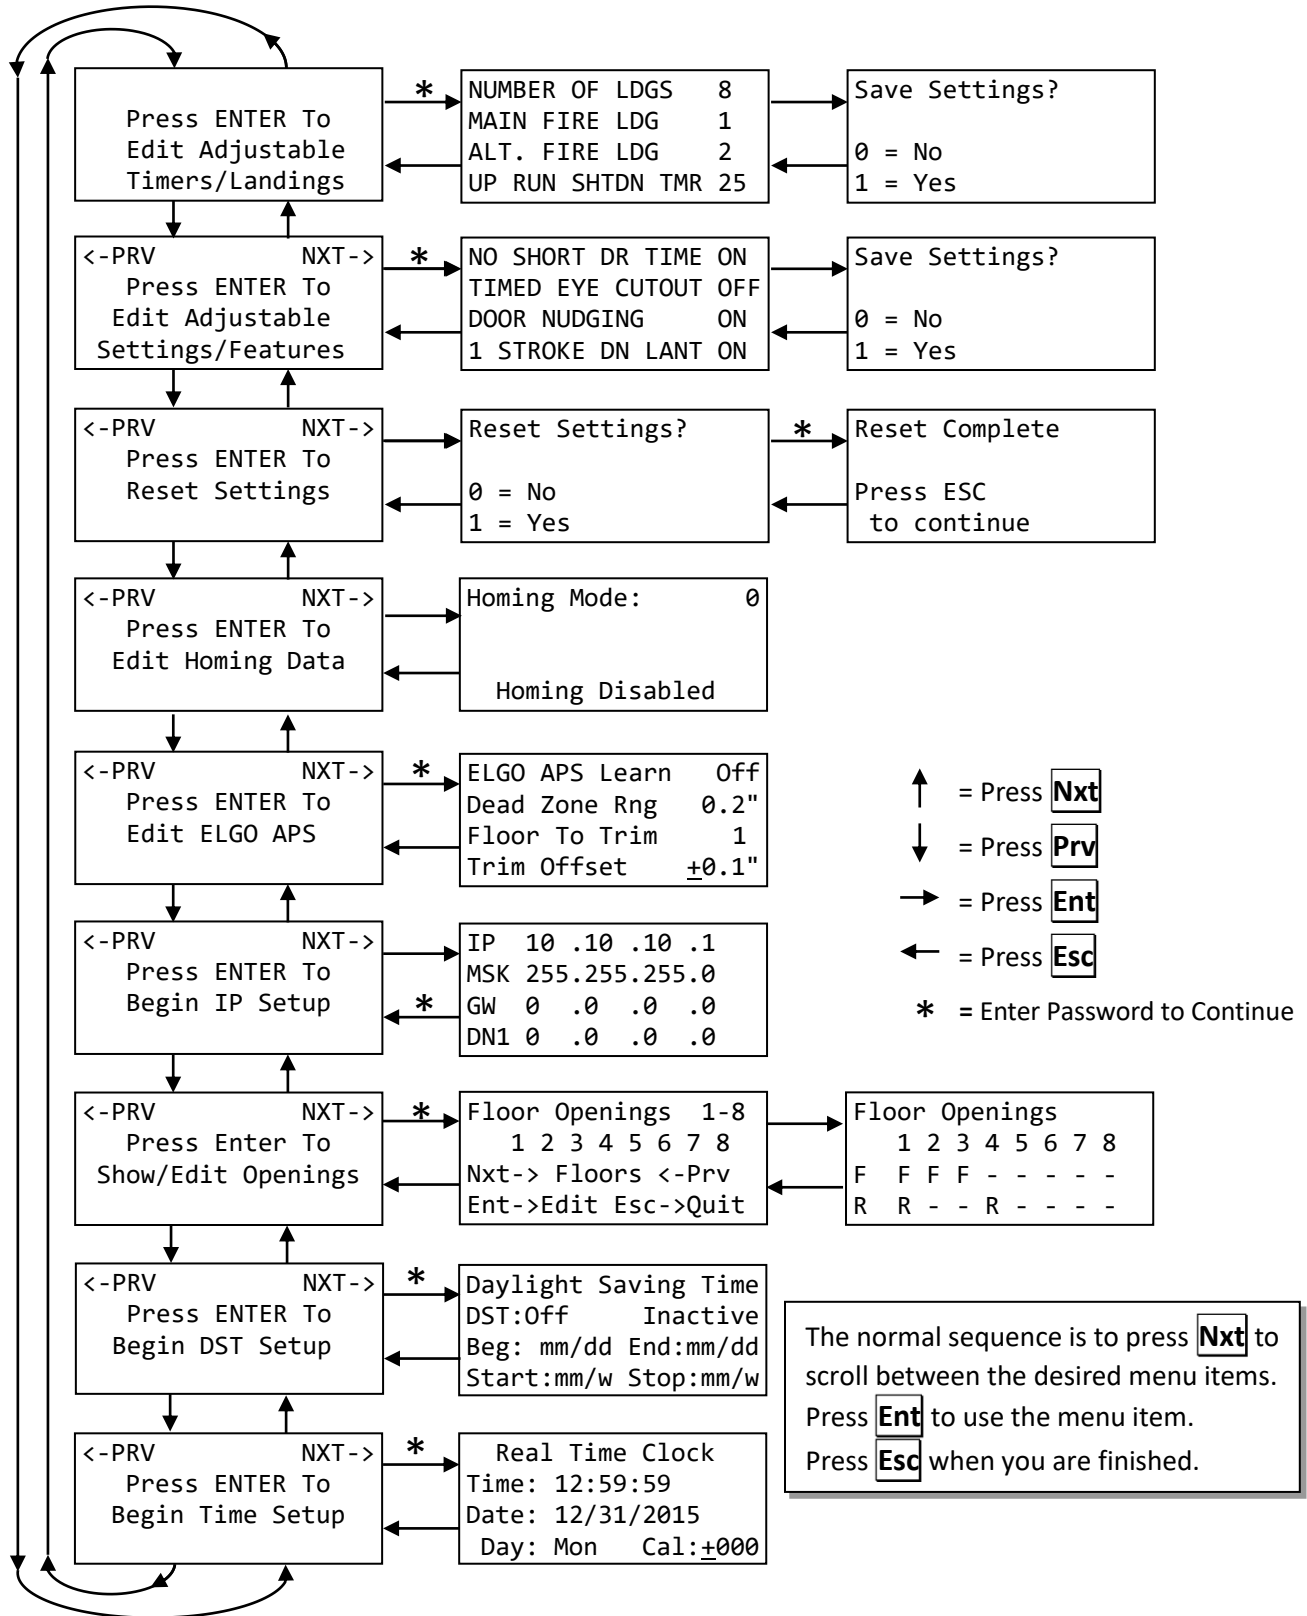 *
NUMBER OF LDGS 8
MAIN FIRE LDG 1
ALT. FIRE LDG 2
UP RUN SHTDN TMR 25
Save Settings?
0 = No
1 = Yes
Press ENTER To
Edit Adjustable
Timers/Landings
<-PRV NXT->
Press ENTER To
Edit Adjustable
Settings/Features
*
NO SHORT DR TIME ON
TIMED EYE CUTOUT OFF
DOOR NUDGING ON
1 STROKE DN LANT ON
Save Settings?
0 = No
1 = Yes
<-PRV NXT->
Press ENTER To
Reset Settings
Reset Settings?
0 = No
1 = Yes
*
Reset Complete
Press ESC
to continue
<-PRV NXT->
Press ENTER To
Edit Homing Data
Homing Mode: 0
Homing Disabled
<-PRV NXT->
Press ENTER To
Edit ELGO APS
*
ELGO APS Learn Off
Dead Zone Rng 0.2"
Floor To Trim 1
Trim Offset ±0.1"
= Press Nxt
= Press Prv
= Press Ent
= Press Esc
* = Enter Password to Continue
<-PRV NXT->
Press ENTER To
Begin IP Setup
*
IP 10 .10 .10 .1
MSK 255.255.255.0
GW 0 .0 .0 .0
DN1 0 .0 .0 .0
<-PRV NXT->
Press Enter To
Show/Edit Openings
*
Floor Openings 1-8
1 2 3 4 5 6 7 8
Nxt-> Floors <-Prv
Ent->Edit Esc->Quit
Floor Openings
1 2 3 4 5 6 7 8
F F F F - - - - -
R R - - R - - - -
<-PRV NXT->
Press ENTER To
Begin DST Setup
*
Daylight Saving Time
DST:Off Inactive
Beg: mm/dd End:mm/dd
Start:mm/w Stop:mm/w
The normal sequence is to press Nxt to
scroll between the desired menu items.
Press Ent to use the menu item.
Press Esc when you are finished.
<-PRV NXT->
Press ENTER To
Begin Time Setup
*
Real Time Clock
Time: 12:59:59
Date: 12/31/2015
Day: Mon Cal:±000